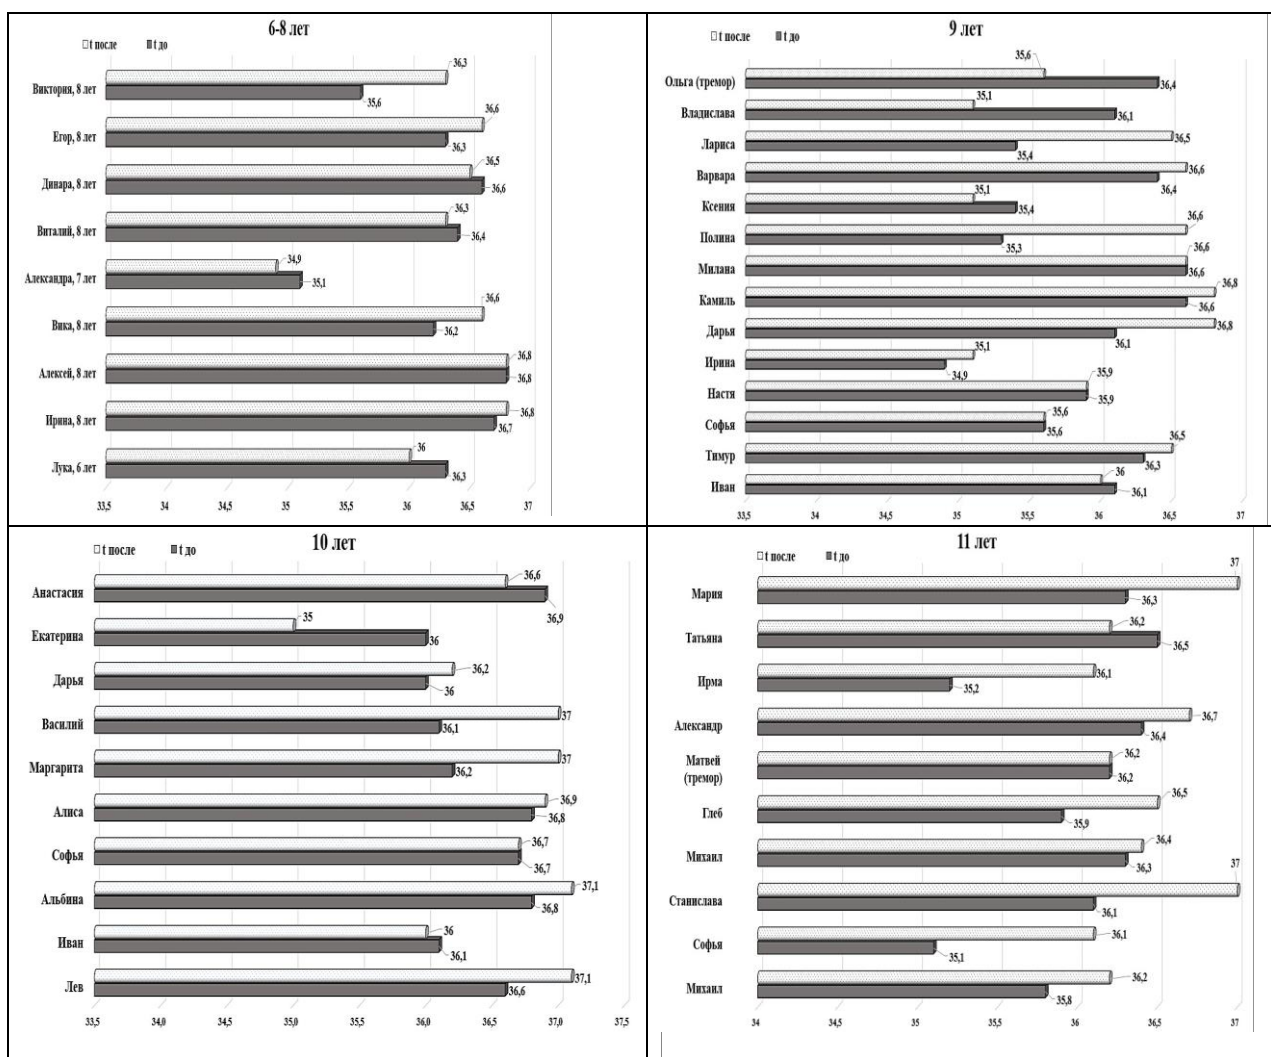 6-8 лет
t после t до
Виктория, 8 лет 36,3 35,6
Егор, 8 лет 36,6 36,3
Динара, 8 лет 36,5 36,6
Виталий, 8 лет 36,3 36,4
Александра, 7 лет 34,9 35,1
Вика, 8 лет 36,6 36,2
Алексей, 8 лет 36,8 36,8
Ирина, 8 лет 36,8 36,7
Лука, 6 лет 36 36,3
33,5 34 34,5 35 35,5 36 36,5 37
9 лет
t после t до
Ольга (тремор) 35,6 36,4
Владислава 35,1 36,1
Лариса 36,5 35,4
Варвара 36,6 36,4
Ксения 35,1 35,4
Полина 36,6 35,3
Милана 36,6 36,6
Камиль 36,8 36,6
Дарья 36,8 36,1
Ирина 35,1 34,9
Настя 35,9 35,9
Софья 35,6 35,6
Тимур 36,5 36,3
Иван 36 36,1
33,5 34 34,5 35 35,5 36 36,5 37
10 лет
t после t до
Анастасия 36,6 36,9
Екатерина 35 36
Дарья 36,2 36
Василий 37 36,1
Маргарита 37 36,2
Алиса 36,9 36,8
Софья 36,7 36,7
Альбина 37,1 36,8
Иван 36 36,1
Лев 37,1 36,6
33,5 34,0 34,5 35,0 35,5 36,0 36,5 37,0 37,5
11 лет
t после t до
Мария 37 36,3
Татьяна 36,2 36,5
Ирма 36,1 35,2
Александр 36,7 36,4
Матвей
(тремор) 36,2 36,2
Глеб 36,5 35,9
Михаил 36,4 36,3
Станислава 37 36,1
Софья 36,1 35,1
Михаил 36,2 35,8
34 34,5 35 35,5 36 36,5 37